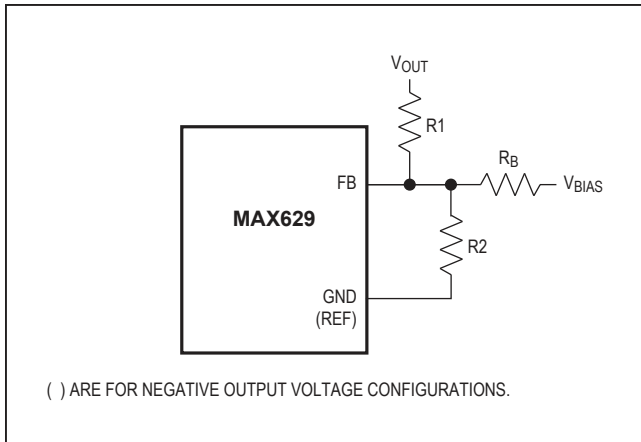 VOUT
R1
RB
FB
VBIAS
MAX629
R2
GND
(REF)
( ) ARE FOR NEGATIVE OUTPUT VOLTAGE CONFIGURATIONS.